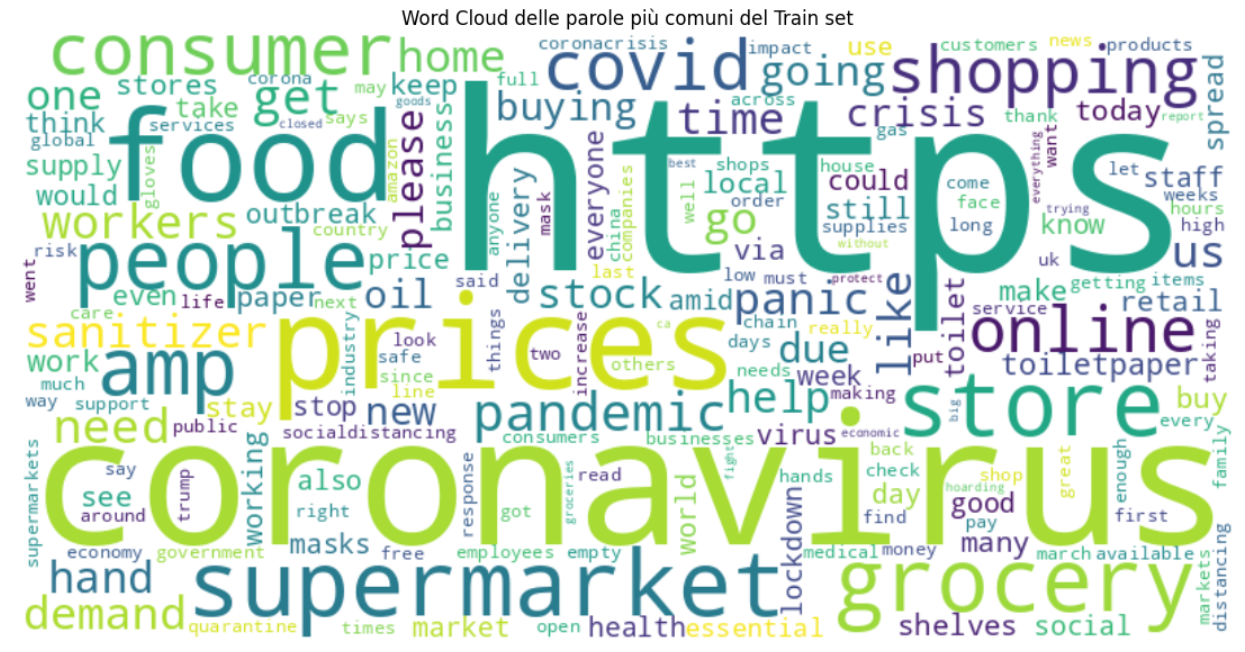 Word Cloud delle parole più comuni del Train set
consumer
home
coronacrisis
covid
impact
going
use
customers
news
products
shopping
one
stores
corona
get
may
keep
full
goods
buying
across
time
crisis
thank
today
report
spread
think
take
services
closed
says
please
business
gas
want
global
food
https
supply
gloves
amazon
would
workers
outbreak
country
people
price
risk
went
even
life
paper
next
oil
care
delivery
anyone
mask
everyone
china
companies
last
said
best
shops
local
well
order
go
via
low
must
house
could
still
supplies
without
protect
come
face
long
everything
trying
let
staff
weeks
know
hours
high
uk
us
sanitizer
prices
stock
amid
panic
like
make
getting
items
service
retail
toilet
online
toiletpaper
taking
work
amp
much
way
support
industry
look
safe
since
line
things
two
increase
others
ca
chain
days
really
needs
due
week
making
put
stay
stop
new
pandemic
help
store
big
buy
every
need
public
socialdistancing
consumers
businesses
virus
economic
supermarkets
coronavirus
say
see
around
trump
working
also
right
response
got
read
groceries
world
fight
hands
back
check
day
find
shop
hoarding
good
pay
great
enough
first
family
economy
government
masks
free
employees
empty
lockdown
medical
money
many
march
available
markets
distancing
hand
demand
supermarket
grocery
quarantine
times
market
open
health
essential
shelves
social